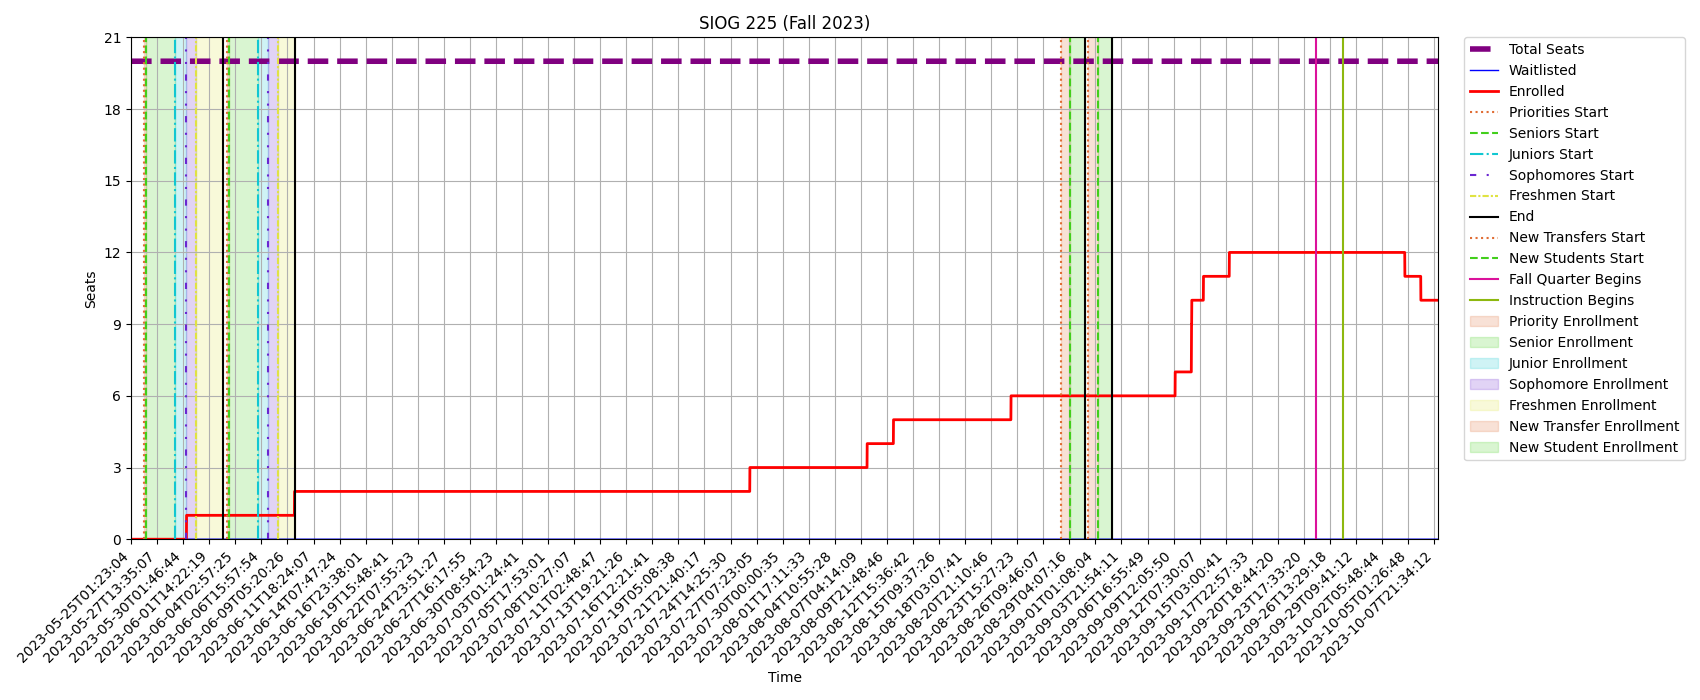 SIOG 225 (Fall 2023)
21
18
15
12
9
6
3
0
Seats
2023-05-25T01:23:04
2023-05-27T13:35:07
2023-05-30T01:46:44
2023-06-01T14:22:19
2023-06-04T02:57:25
2023-06-06T15:57:54
2023-06-09T05:20:26
2023-06-11T18:24:07
2023-06-14T07:47:24
2023-06-16T23:38:01
2023-06-19T15:48:41
2023-06-22T07:55:23
2023-06-24T23:51:27
2023-06-27T16:17:55
2023-06-30T08:54:23
2023-07-03T01:24:41
2023-07-05T17:53:01
2023-07-08T10:27:07
2023-07-11T02:48:47
2023-07-13T19:21:26
2023-07-16T12:21:41
2023-07-19T05:08:38
2023-07-21T21:40:17
2023-07-24T14:25:30
2023-07-27T07:23:05
2023-07-30T00:00:35
2023-08-01T17:11:33
2023-08-04T10:55:28
2023-08-07T04:14:09
2023-08-09T21:48:46
2023-08-12T15:36:42
2023-08-15T09:37:26
2023-08-18T03:07:41
2023-08-20T21:10:46
2023-08-23T15:27:23
2023-08-26T09:46:07
2023-08-29T04:07:16
2023-09-01T01:08:04
2023-09-03T21:54:11
2023-09-06T16:55:49
2023-09-09T12:05:50
2023-09-12T07:30:07
2023-09-15T03:00:41
2023-09-17T22:57:33
2023-09-20T18:44:20
2023-09-23T17:33:20
2023-09-26T13:29:18
2023-09-29T09:41:12
2023-10-02T05:48:44
2023-10-05T01:26:48
2023-10-07T21:34:12
Time
Total Seats
Waitlisted
Enrolled
Priorities Start
Seniors Start
Juniors Start
Sophomores Start
Freshmen Start
End
New Transfers Start
New Students Start
Fall Quarter Begins
Instruction Begins
Priority Enrollment
Senior Enrollment
Junior Enrollment
Sophomore Enrollment
Freshmen Enrollment
New Transfer Enrollment
New Student Enrollment